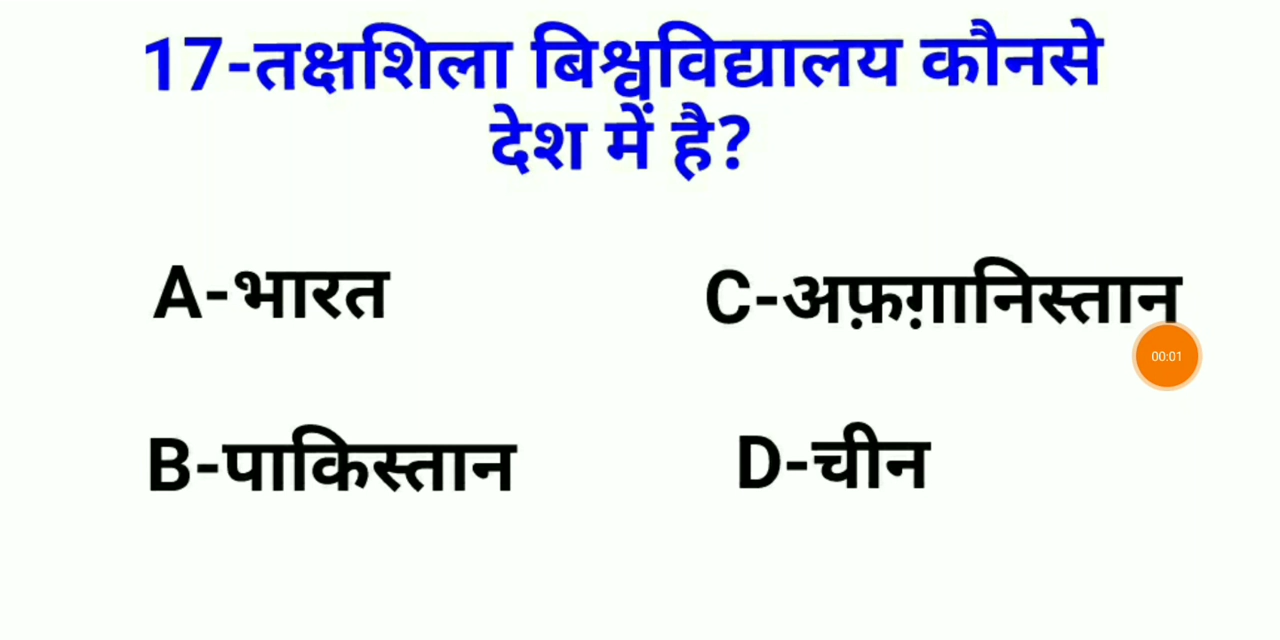 17-तक्षशिला बिश्वविद्यालय कौनसे
देश में है?
A-भारत
C-अफ़ग़ानिस्तान
00:01
B-पाकिस्तान
D-चीन